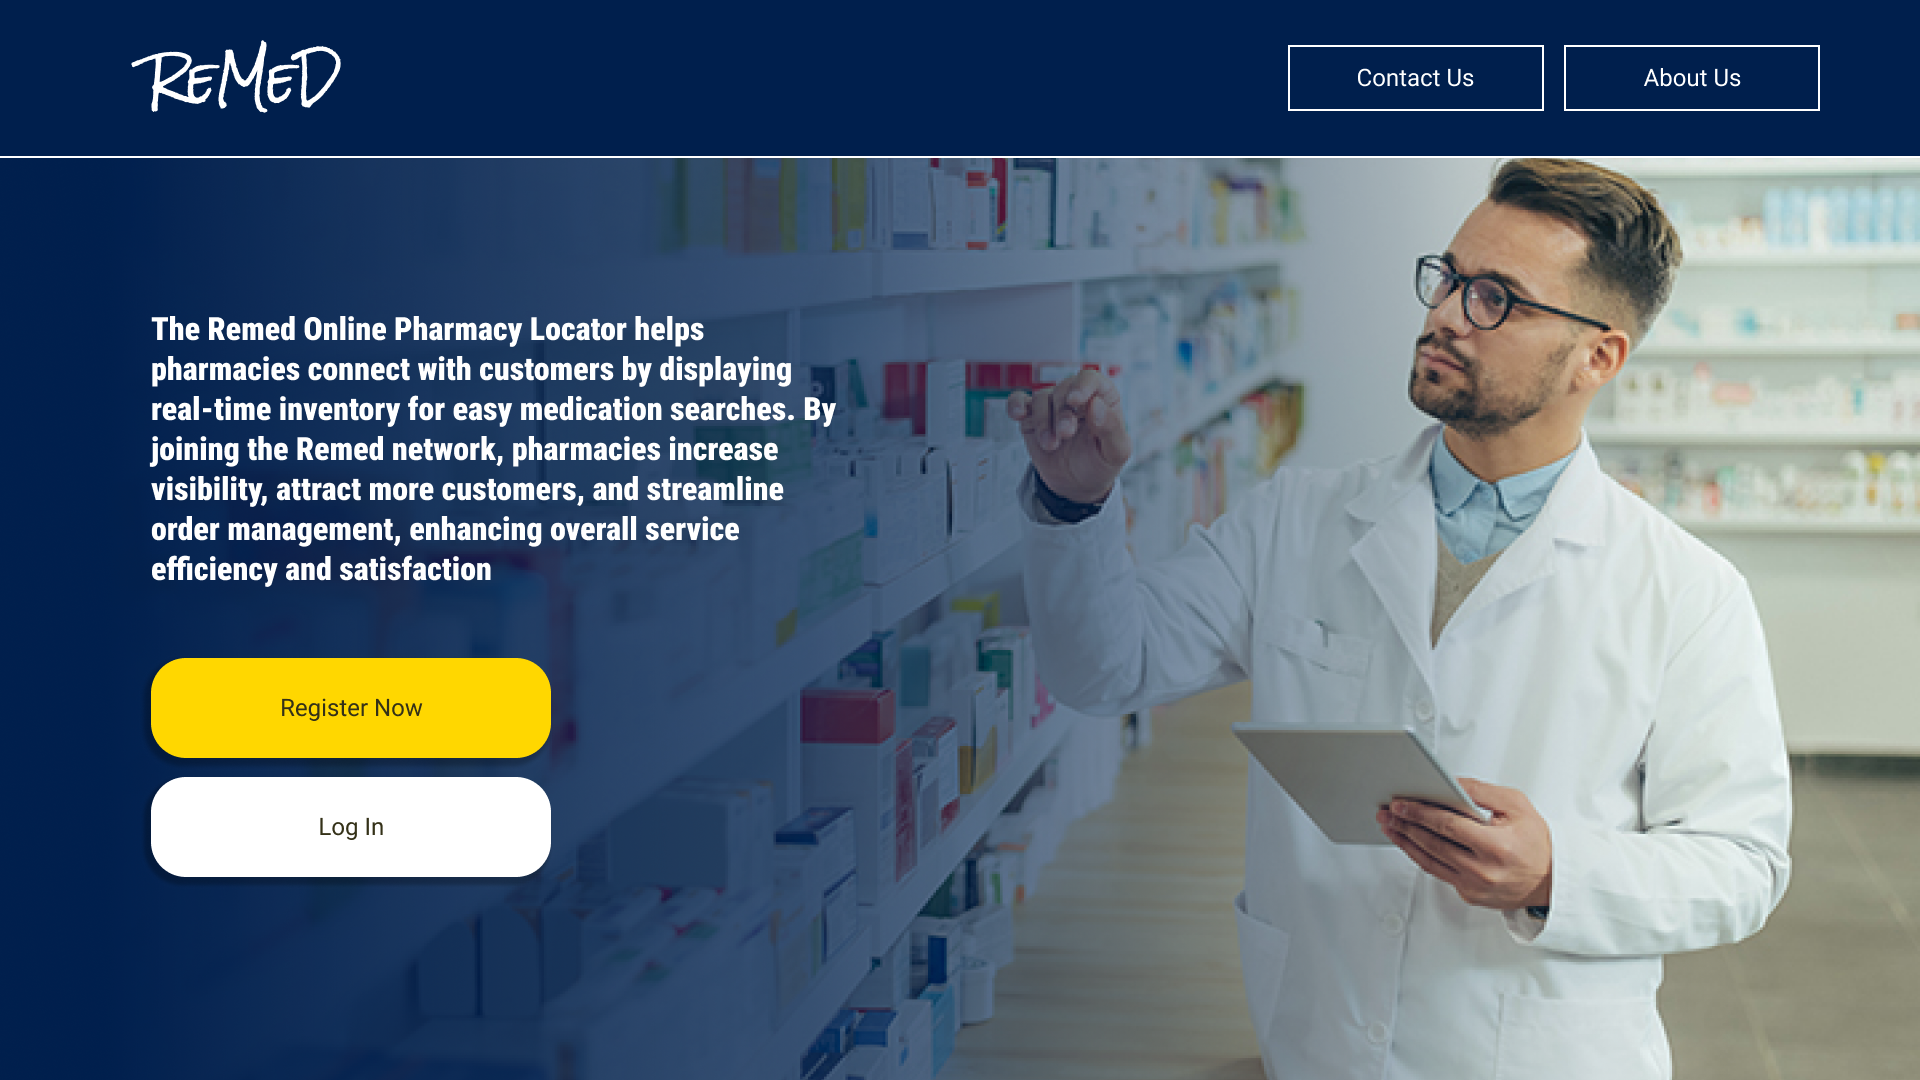 REMED
Contact Us
About Us
The Remed Online Pharmacy Locator helps
pharmacies connect with customers by displaying
real-time inventory for easy medication searches. By
joining the Remed network, pharmacies increase
visibility, attract more customers, and streamline
order management, enhancing overall service
efficiency and satisfaction
Register Now
Log In